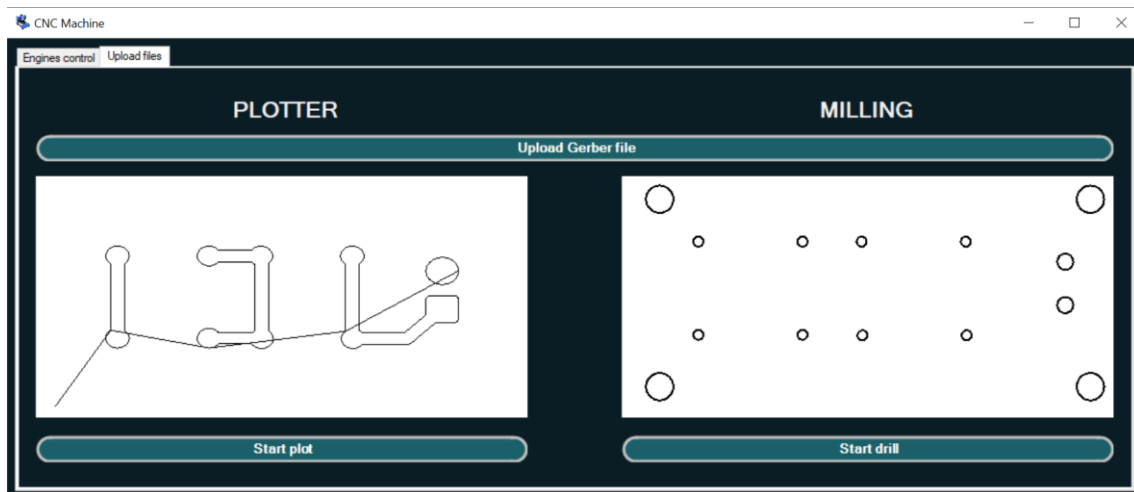 CNC Machine
Engines control Upload files
PLOTTER MILLING
Upload Gerber file
Start plot Start drill